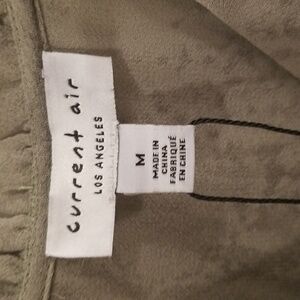 current air
LOS ANGELES
M
MADE IN
CHINA
FABRIQUÉ
EN CHINE